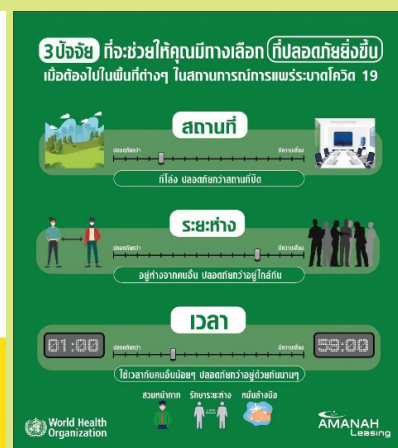 3ปัจจัย ที่จะช่วยให้คุณมีทางเลือก ที่ปลอดภัยยิ่งขึ้น
เมื่อต้องไปในพื้นที่ต่างๆ ในสถานการณ์การแพร่ระบาดโควิด 19
สถานที่
ปลอดภัยกว่า มีความเสี่ยง
ที่โล่ง ปลอดภัยกว่าสถานที่ปิด
ระยะห่าง
ปลอดภัยกว่า มีความเสี่ยง
อยู่ห่างจากคนอื่น ปลอดภัยกว่าอยู่ใกล้กัน
เวลา
01:00 ปลอดภัยกว่า มีความเสี่ยง 59:00
ใช้เวลากับคนอื่นน้อยๆ ปลอดภัยกว่าอยู่ด้วยกันนานๆ
สวมหน้ากาก รักษาระยะห่าง หมั่นล้างมือ
World Health
Organization
AMANAH
Leasing